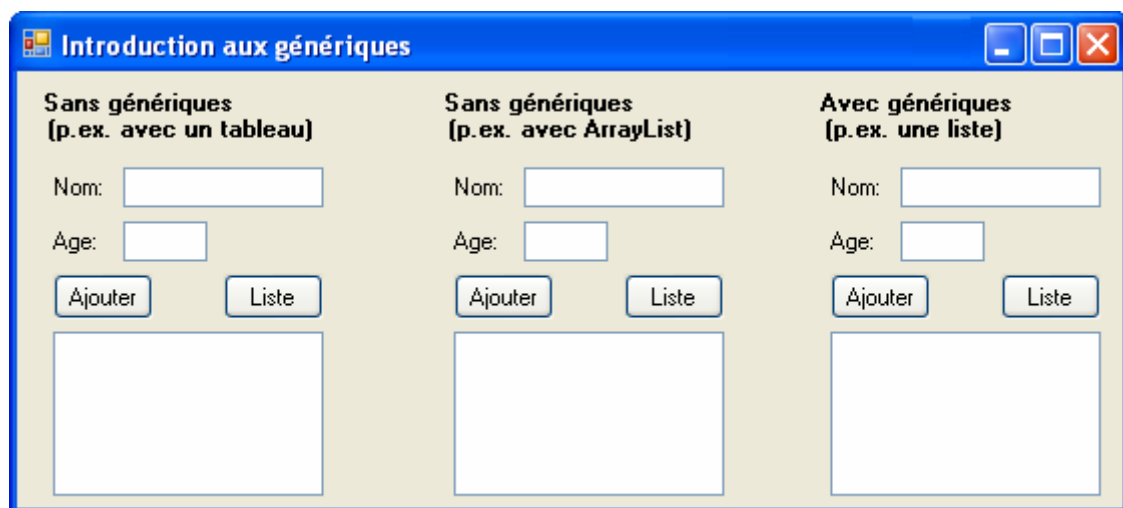 Introduction aux génériques
Sans génériques
(p.ex. avec un tableau)
Nom:
Age:
Ajouter Liste
Sans génériques
(p.ex. avec ArrayList)
Nom:
Age:
Ajouter Liste
Avec génériques
(p.ex. une liste)
Nom:
Age:
Ajouter Liste